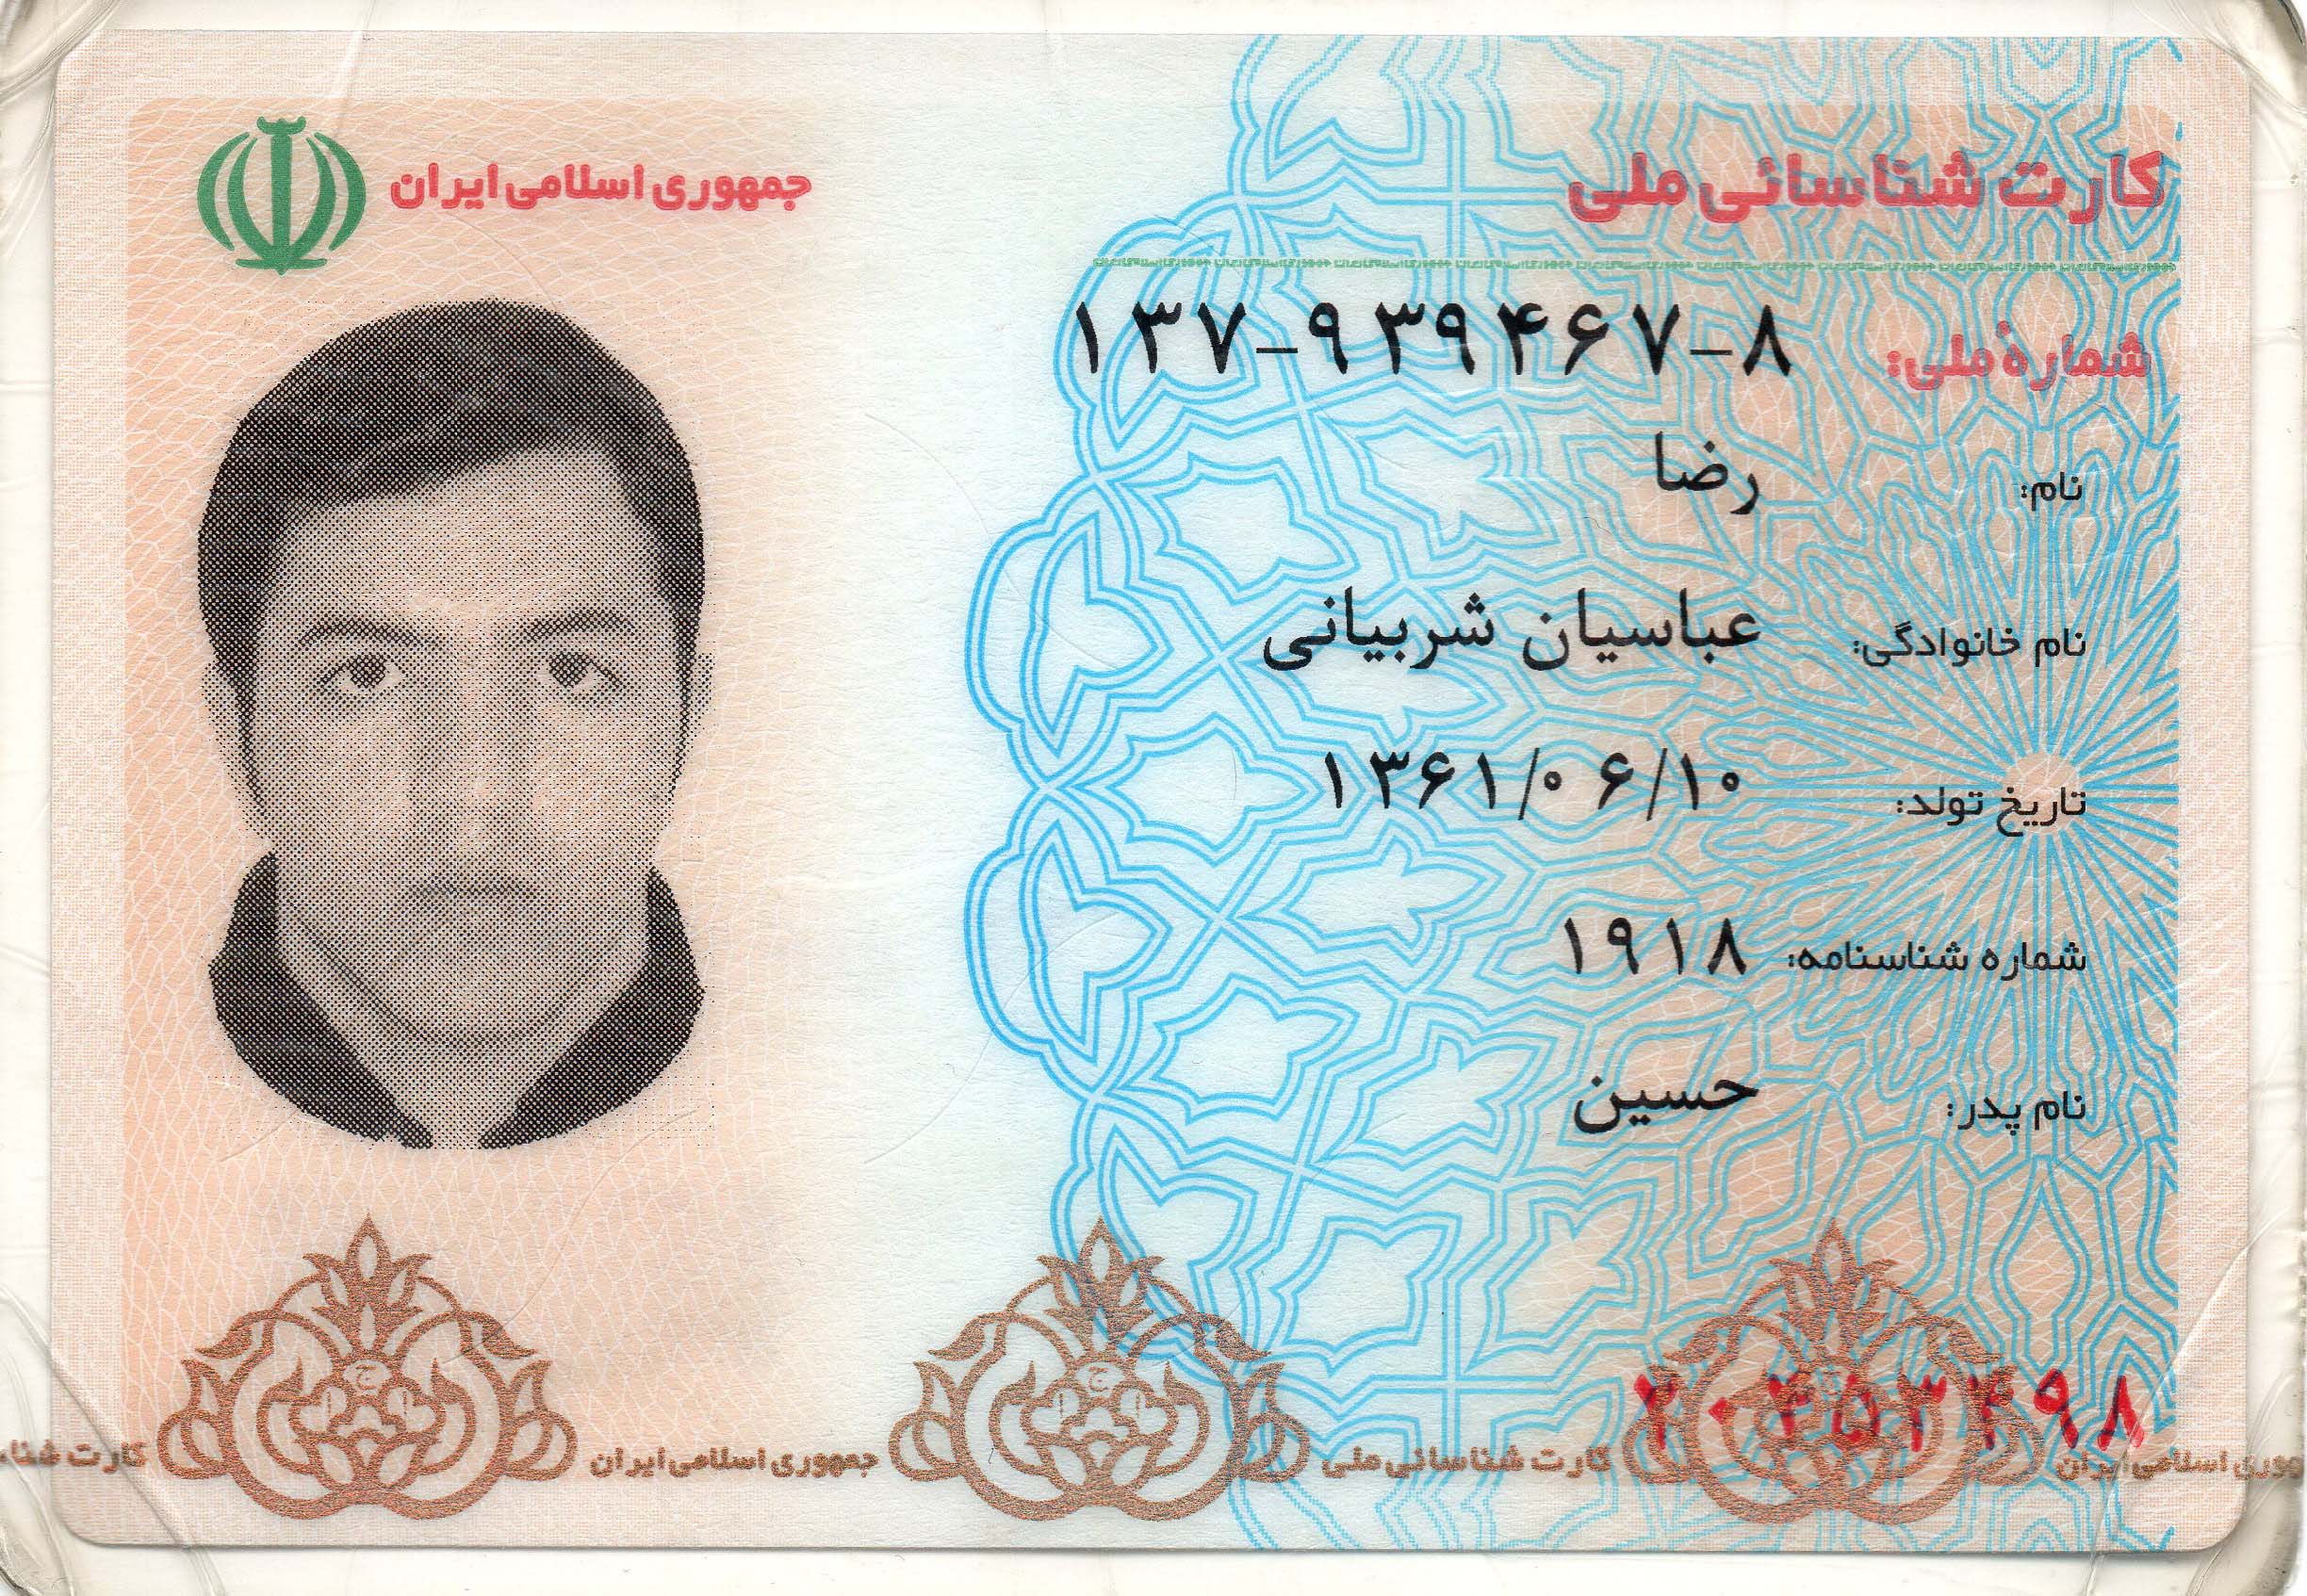 جمهوری اسلامی ایران
کارت شناسائی ملی
شمارهٔ ملی: ۱۳۷-۹۳۹۴۶۷-۸
نام: رضا
نام خانوادگی: عباسیان شربیانی
تاریخ تولد: ۱۳۶۱/۰۶/۱۰
شماره شناسنامه: ۱۹۱۸
نام پدر: حسین
جمهوری اسلامی ایران کارت شناسائی ملی جمهوری اسلامی ایران کارت